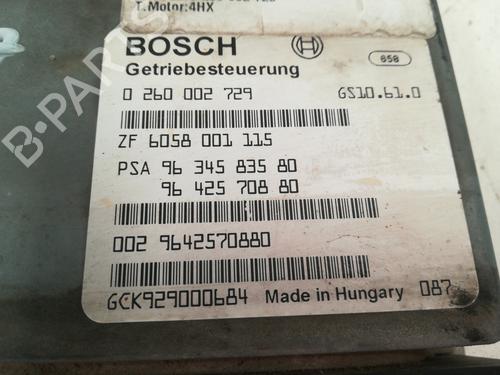 T.Motor:4HX
BOSCH
Getriebesteuerung
658
0 260 002 729 GS10.61.0
ZF 6058 001 115
PSA 96 345 835 80
96 425 708 80
002 9642570880
GCK929000684 Made in Hungary 087
B-PARTS